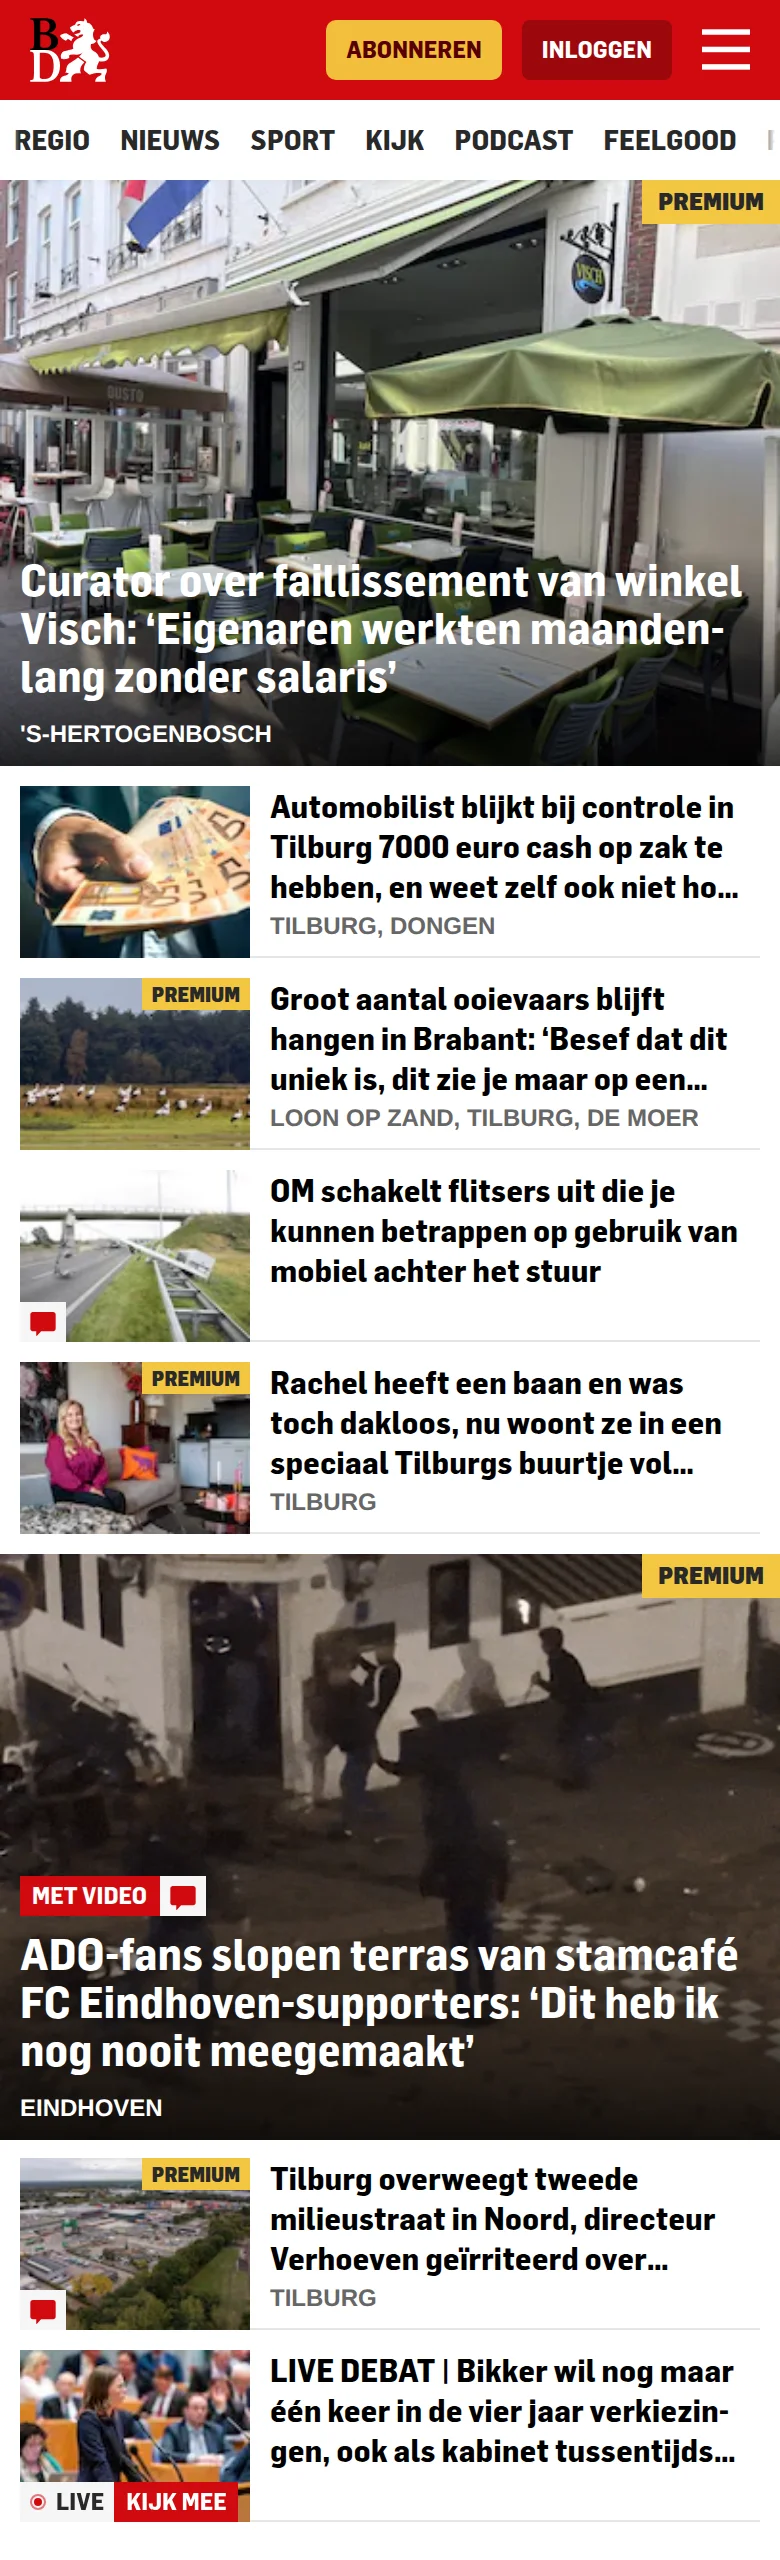 BD
ABONNEREN
INLOGGEN
REGIO NIEUWS SPORT KIJK PODCAST FEELGOOD
PREMIUM
VISCH
GUSTO
Curator over faillissement van winkel
Visch: ‘Eigenaren werkten maanden-
lang zonder salaris’
'S-HERTOGENBOSCH
Automobilist blijkt bij controle in
Tilburg 7000 euro cash op zak te
hebben, en weet zelf ook niet ho...
TILBURG, DONGEN
PREMIUM
Groot aantal ooievaars blijft
hangen in Brabant: ‘Besef dat dit
uniek is, dit zie je maar op een...
LOON OP ZAND, TILBURG, DE MOER
OM schakelt flitsers uit die je
kunnen betrappen op gebruik van
mobiel achter het stuur
PREMIUM
Rachel heeft een baan en was
toch dakloos, nu woont ze in een
speciaal Tilburgs buurtje vol...
TILBURG
PREMIUM
MET VIDEO
ADO-fans slopen terras van stamcafé
FC Eindhoven-supporters: ‘Dit heb ik
nog nooit meegemaakt’
EINDHOVEN
PREMIUM
Tilburg overweegt tweede
milieustraat in Noord, directeur
Verhoeven geïrriteerd over...
TILBURG
LIVE DEBAT | Bikker wil nog maar
één keer in de vier jaar verkiezin-
gen, ook als kabinet tussentijds...
LIVE KIJK MEE